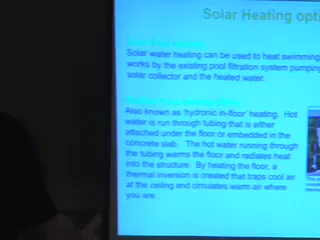 Solar Heating opti
Solar water heating can be used to heat swimming
works by the existing pool filtration system pumping
solar collector and the heated water.
Also known as 'hydronic in-floor' heating. Hot
water is run through tubing that is either
attached under the floor or embedded in the
concrete slab. The hot water running through
the tubing warms the floor and radiates heat
into the structure. By heating the floor, a
thermal inversion is created that traps cool air
at the ceiling and circulates warm air where
you are.